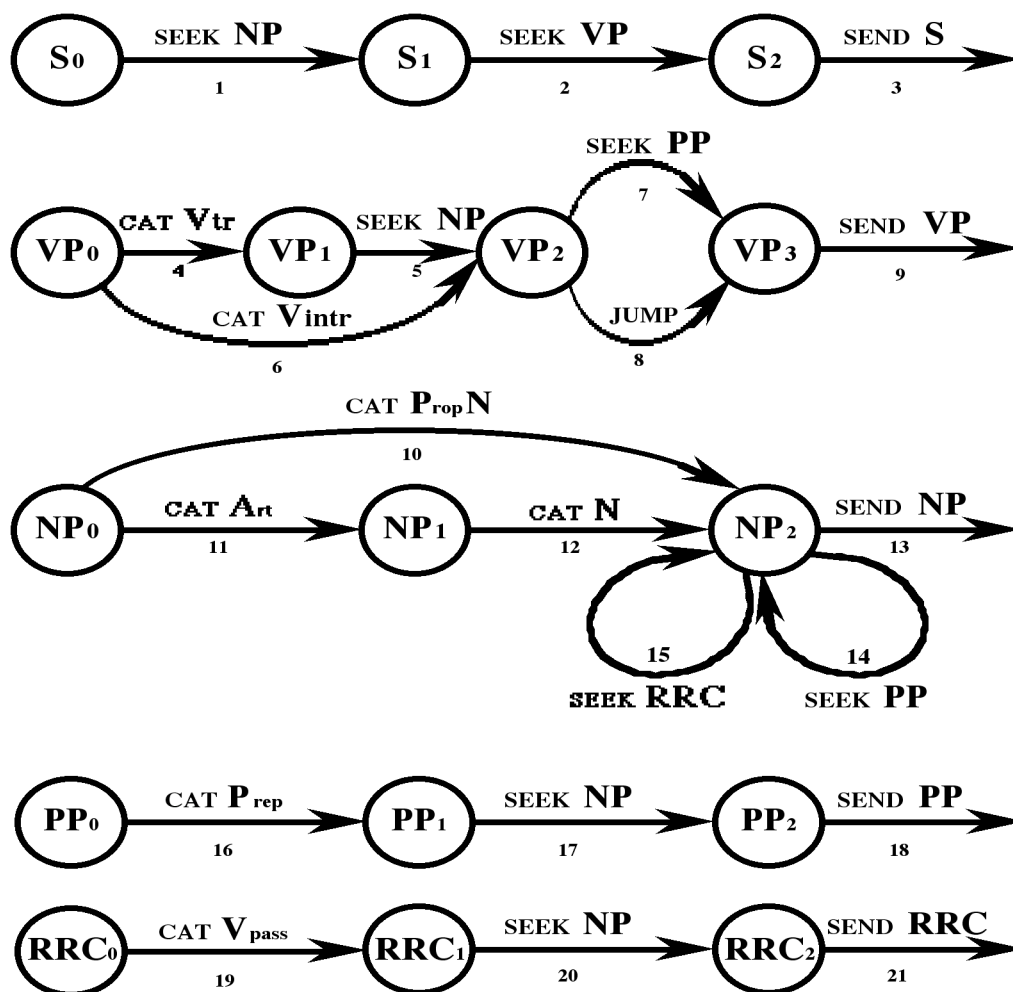 S0 SEEK NP S1 SEEK VP S2 SEND S
1 2 3
SEEK PP
7
VP0 CAT Vtr VP1 SEEK NP VP2 VP3 SEND VP
4 5 9
CAT Vintr JUMP
6 8
CAT PropN
10
NP0 CAT Art NP1 CAT N NP2 SEND NP
11 12 13
15 14
SEEK RRC SEEK PP
PP0 CAT Prep PP1 SEEK NP PP2 SEND PP
16 17 18
RRC0 CAT Vpass RRC1 SEEK NP RRC2 SEND RRC
19 20 21